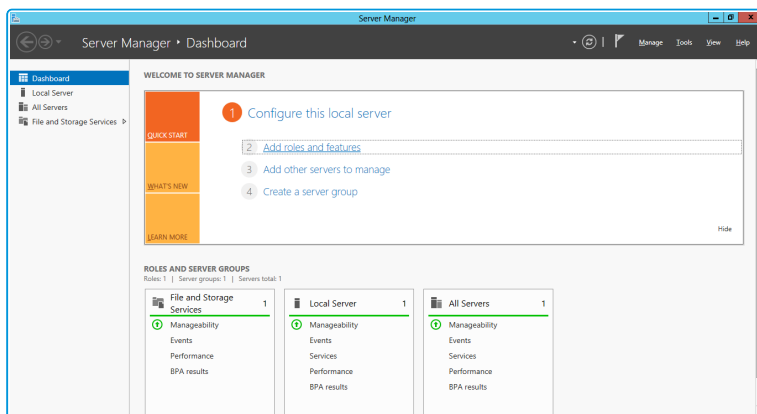 Server Manager
Server Manager • Dashboard
Manage Tools View Help
Dashboard
Local Server
All Servers
File and Storage Services
WELCOME TO SERVER MANAGER
QUICK START
WHAT'S NEW
LEARN MORE
1 Configure this local server
2 Add roles and features
3 Add other servers to manage
4 Create a server group
Hide
ROLES AND SERVER GROUPS
Roles: 1 | Server groups: 1 | Servers total: 1
File and Storage
Services 1
Manageability
Events
Performance
BPA results
Local Server 1
Manageability
Events
Services
Performance
BPA results
All Servers 1
Manageability
Events
Services
Performance
BPA results